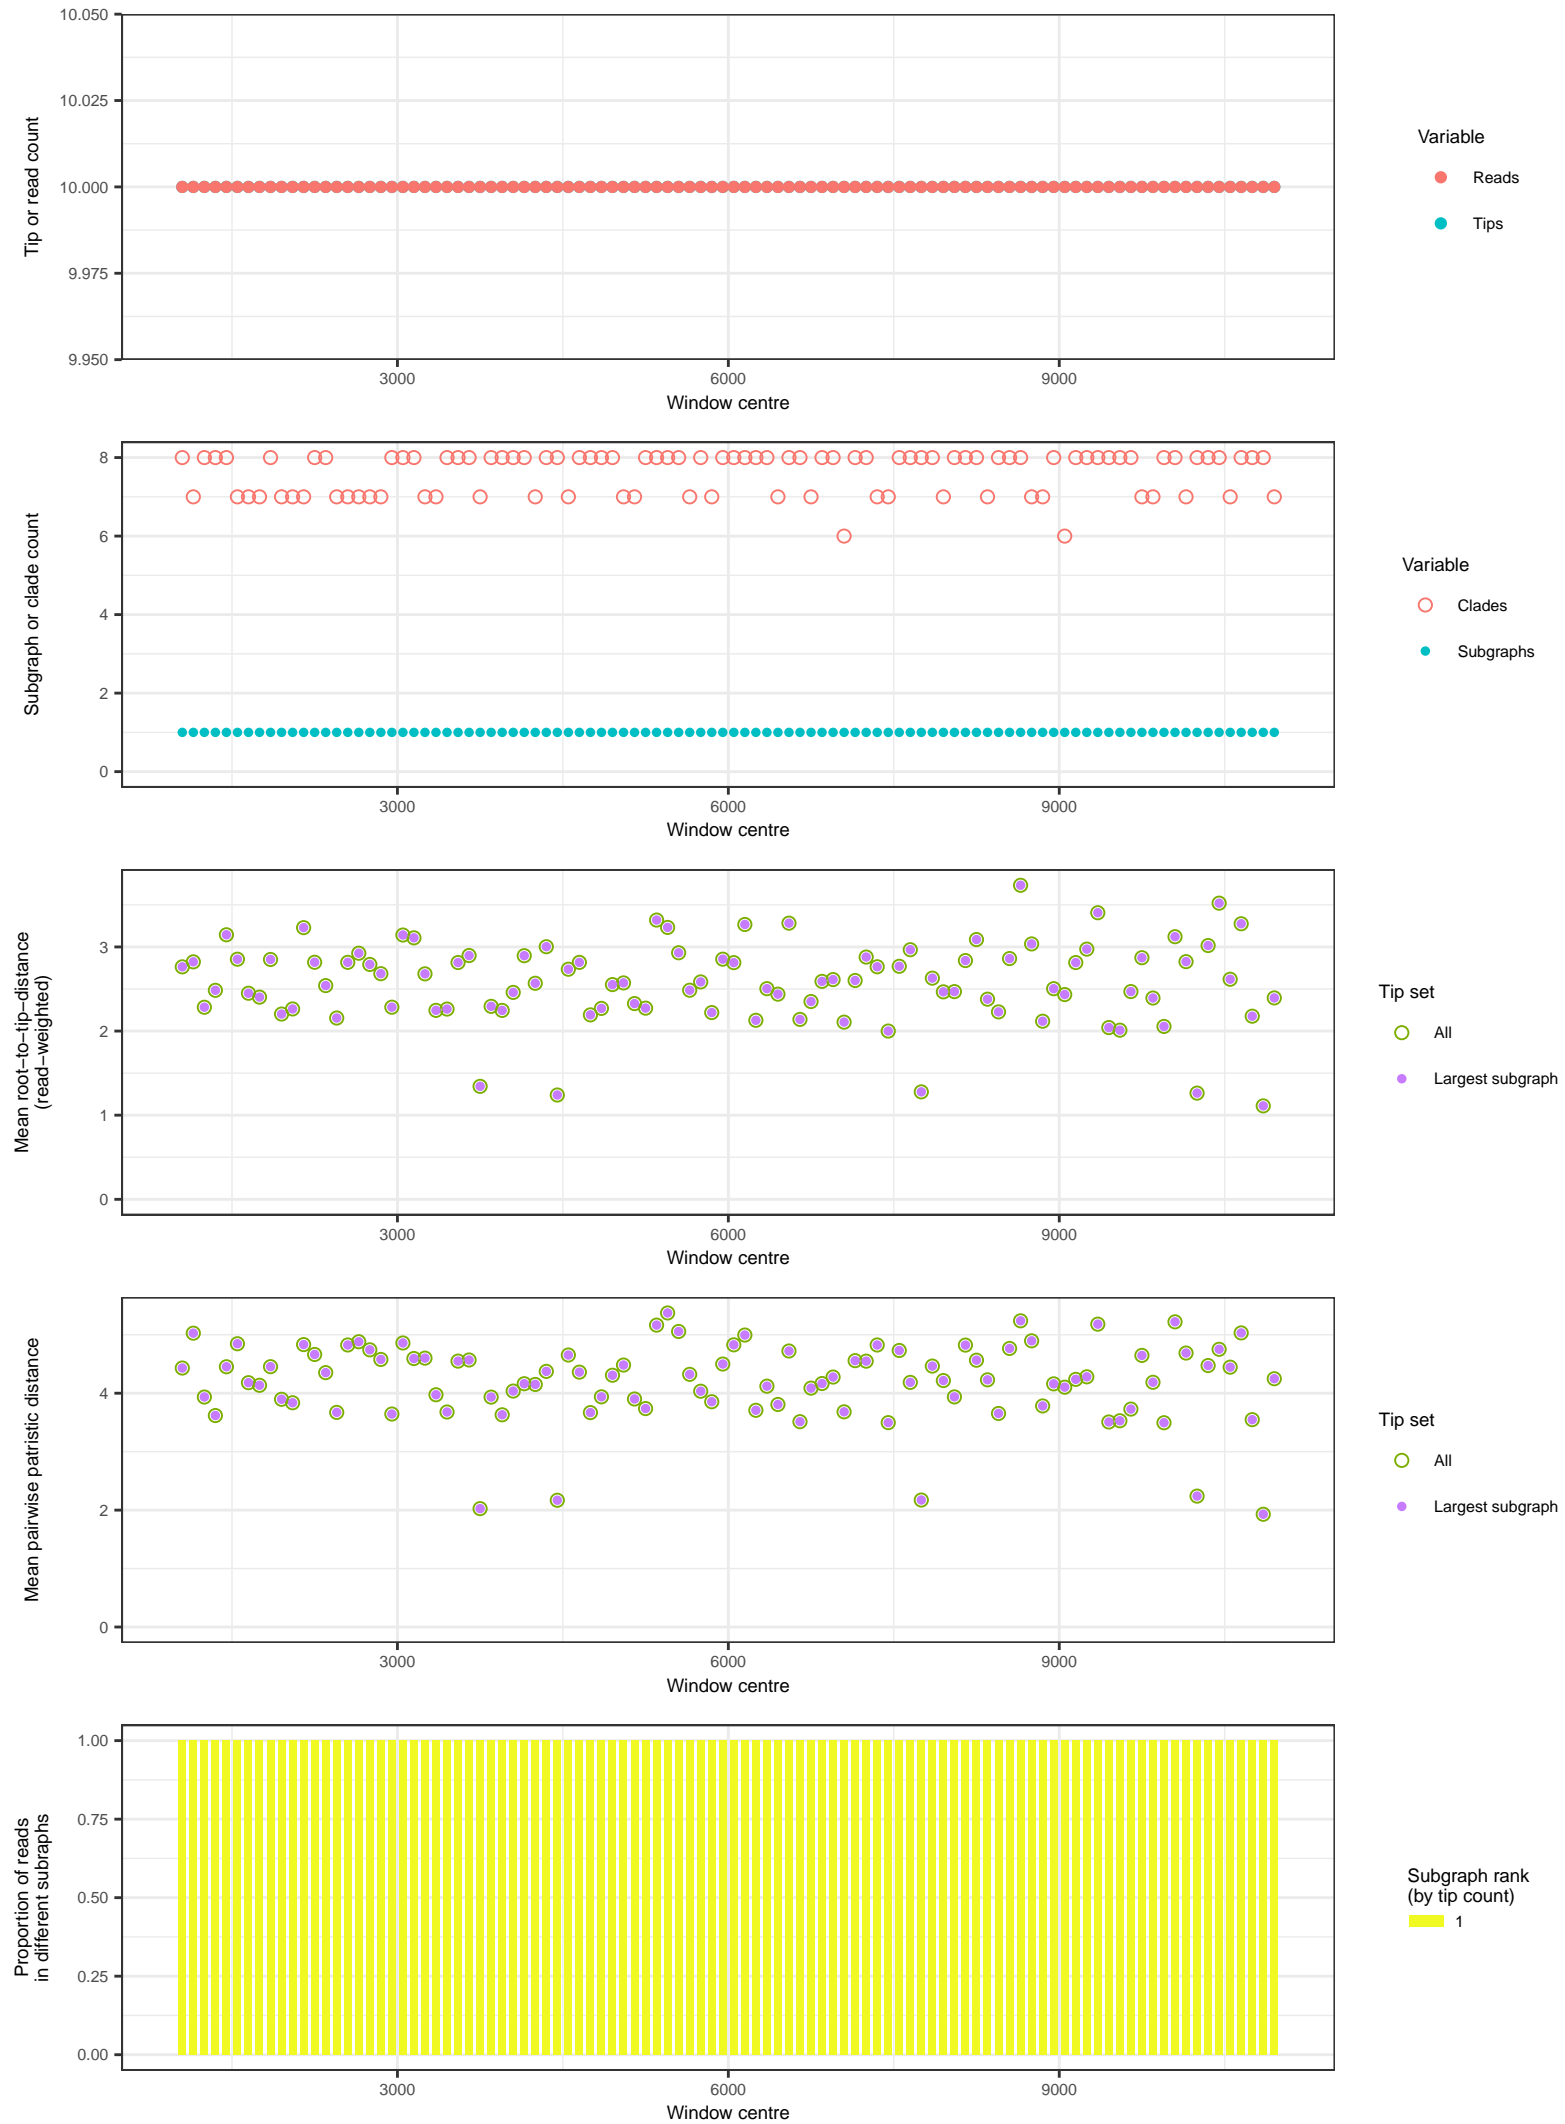 10.050
10.025
10.000
9.975
9.950
Tip or read count
3000 6000 9000
Window centre
Variable
Reads
Tips
8
6
4
2
0
Subgraph or clade count
3000 6000 9000
Window centre
Variable
Clades
Subgraphs
3
2
1
0
Mean root−to−tip−distance
(read−weighted)
3000 6000 9000
Window centre
Tip set
All
Largest subgraph
4
2
0
Mean pairwise patristic distance
3000 6000 9000
Window centre
Tip set
All
Largest subgraph
1.00
0.75
0.50
0.25
0.00
Proportion of reads
in different subraphs
3000 6000 9000
Window centre
Subgraph rank
(by tip count)
1